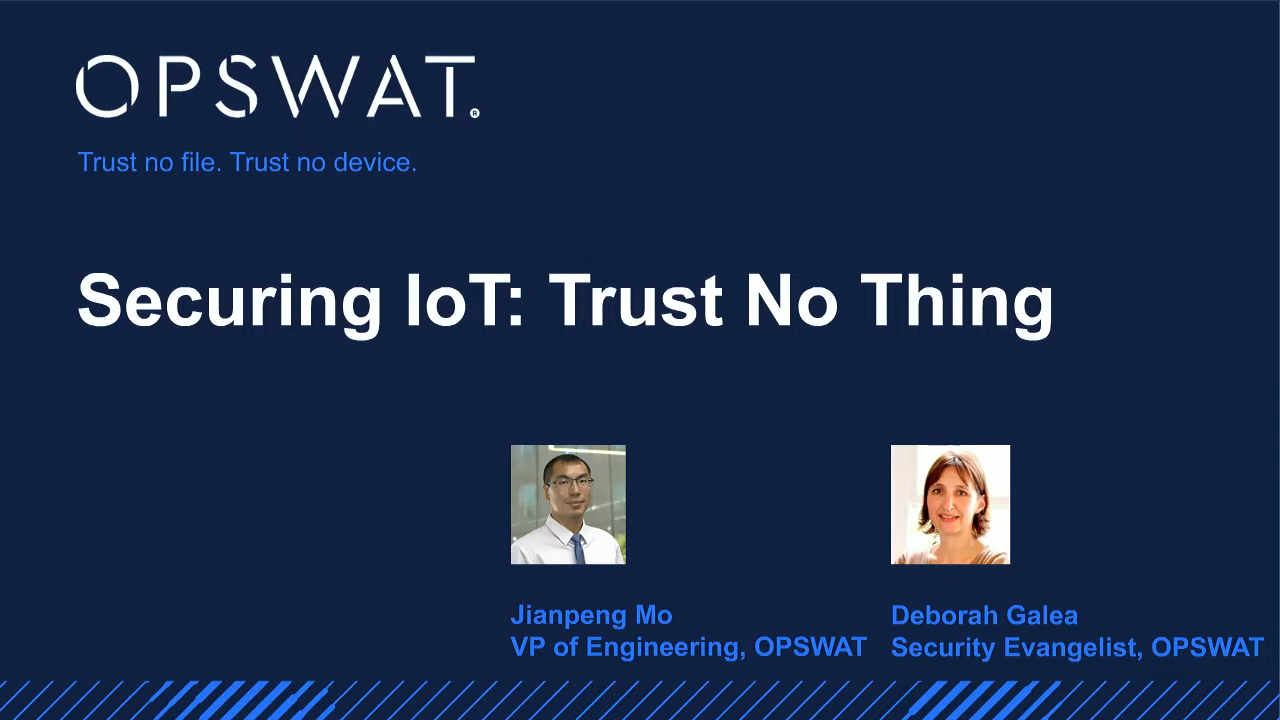 OPSWAT®
Trust no file. Trust no device.
Securing IoT: Trust No Thing
Jianpeng Mo
VP of Engineering, OPSWAT
Deborah Galea
Security Evangelist, OPSWAT